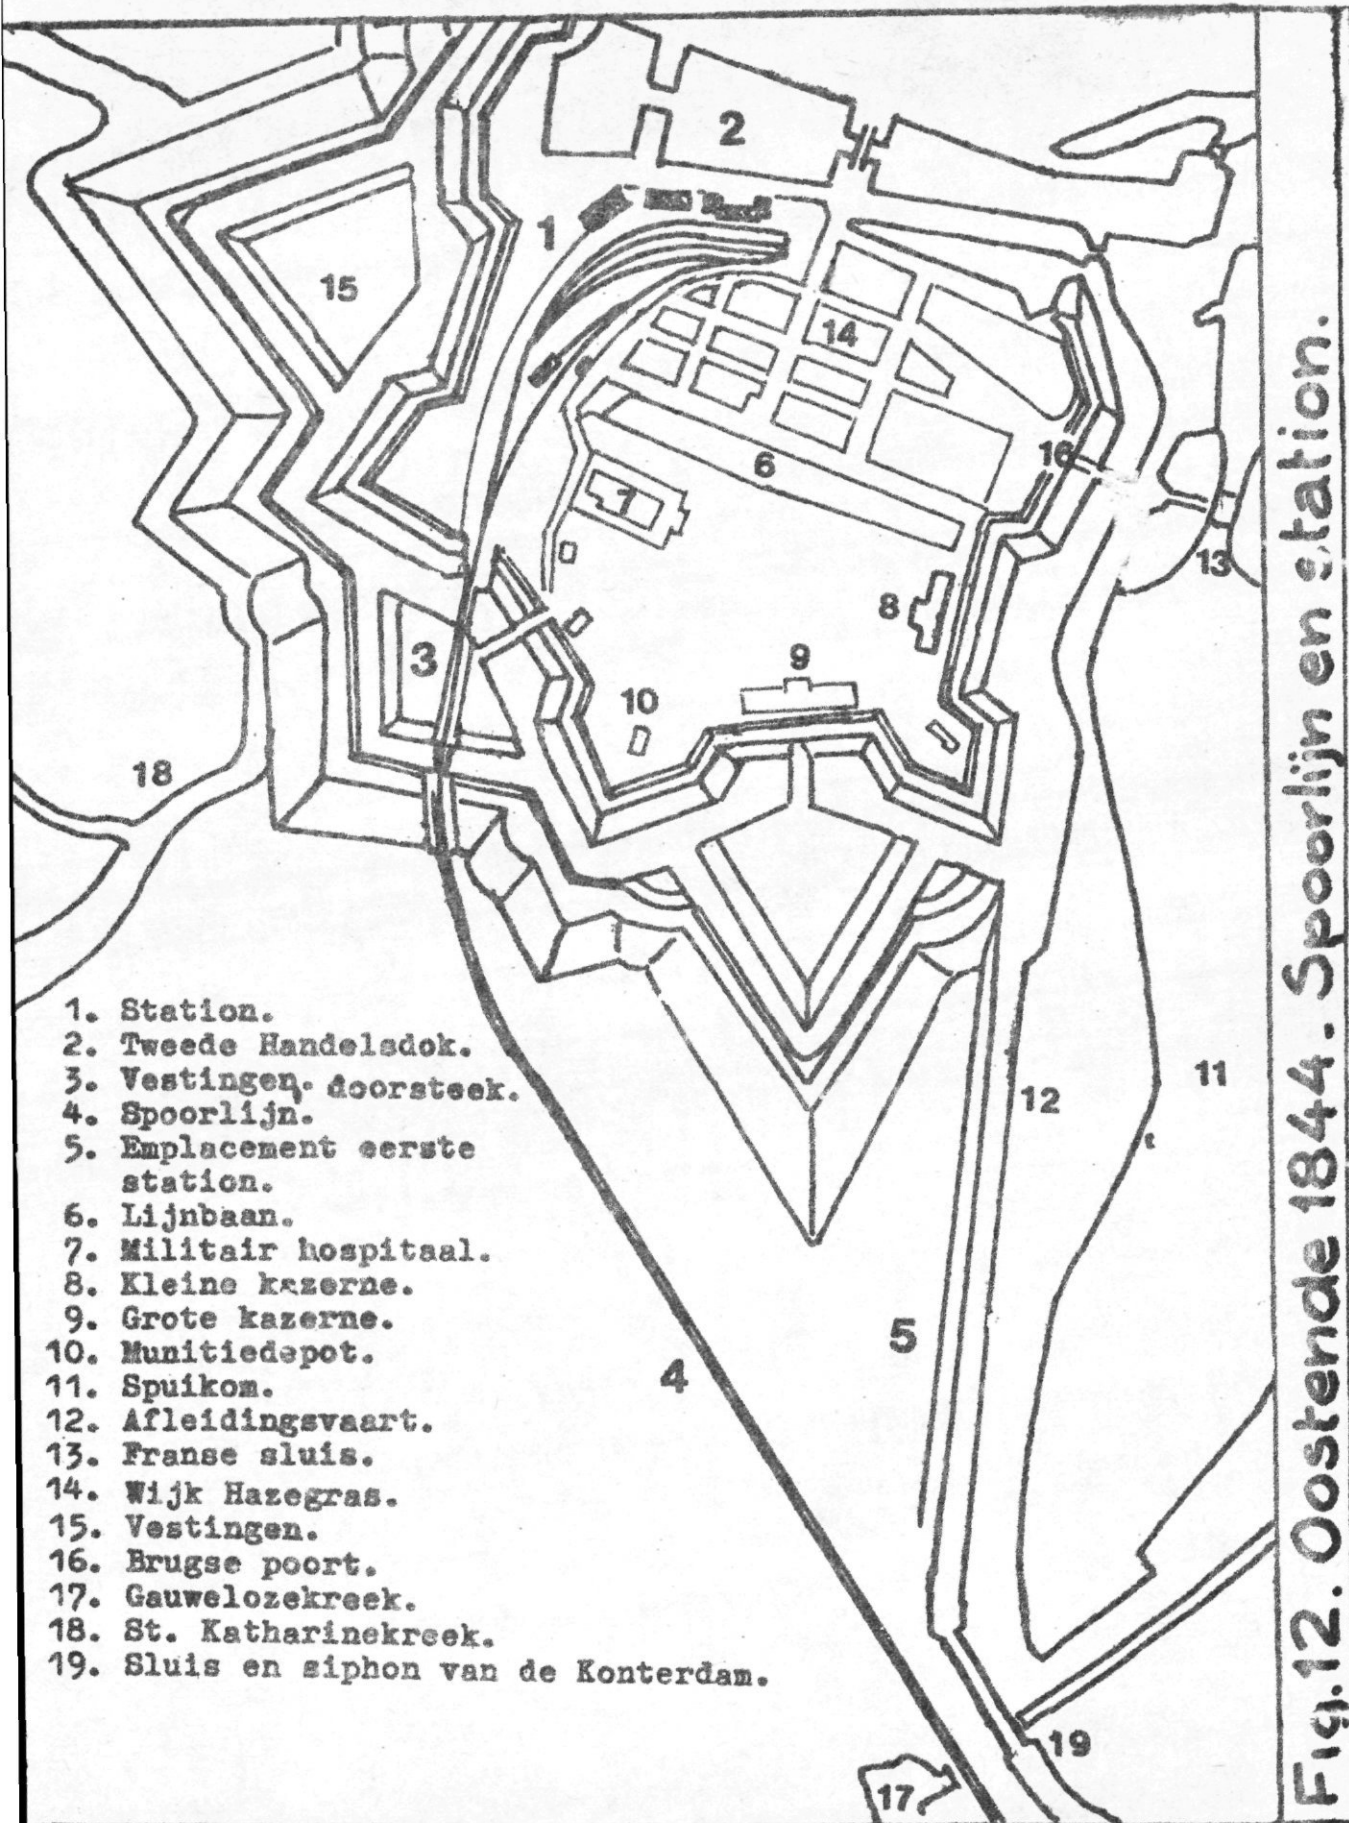 2
1
15
14
6
16
7
13
8
3
9
10
18
11
12
5
4
19
17
1. Station.
2. Tweede Handelsdok.
3. Vestingen. doorsteek.
4. Spoorlijn.
5. Emplacement eerste
station.
6. Lijnbaan.
7. Militair hospitaal.
8. Kleine kazerne.
9. Grote kazerne.
10. Munitiedepot.
11. Spuikom.
12. Afleidingsvaart.
13. Franse sluis.
14. Wijk Hazegras.
15. Vestingen.
16. Brugse poort.
17. Gauwelozekreek.
18. St. Katharinekreek.
19. Sluis en siphon van de Konterdam.
Fig.12. Oostende 1844. Spoorlijn en station.